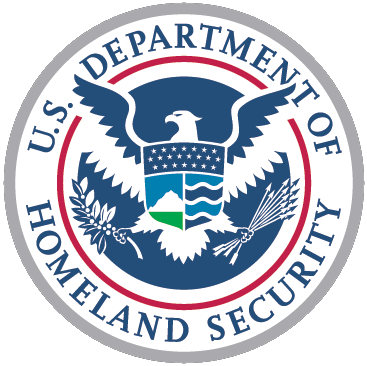 U.S. DEPARTMENT OF
HOMELAND SECURITY